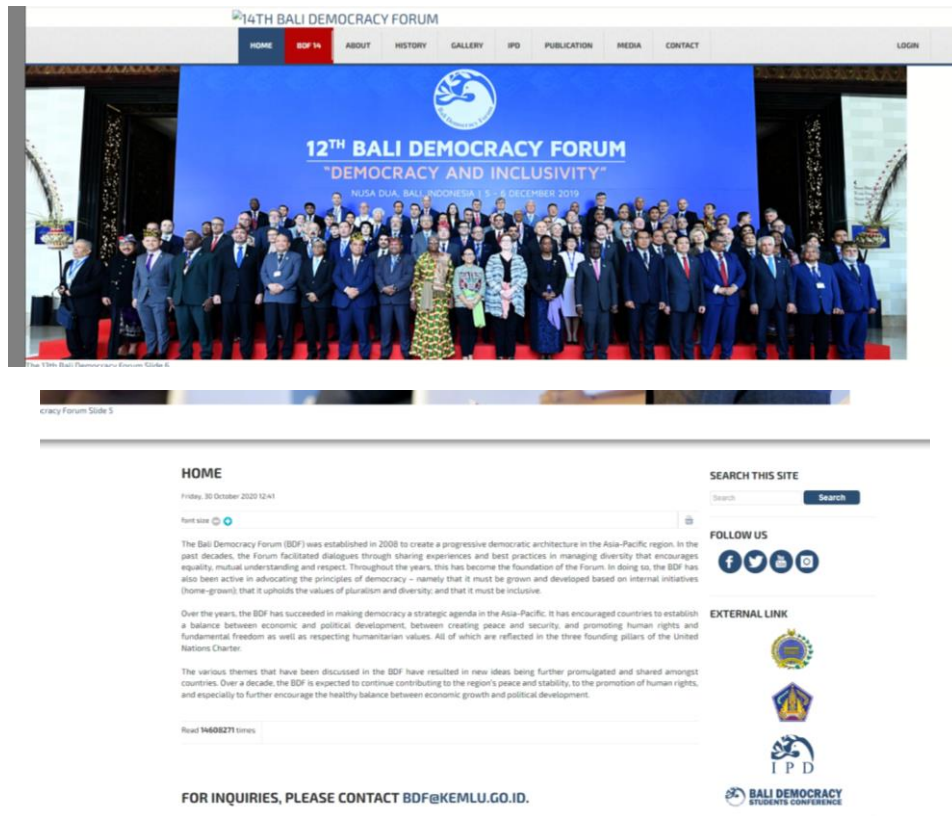 14TH BALI DEMOCRACY FORUM
HOME BDF 14 ABOUT HISTORY GALLERY IPD PUBLICATION MEDIA CONTACT LOGIN
Bali Democracy Forum
12TH BALI DEMOCRACY FORUM
"DEMOCRACY AND INCLUSIVITY"
NUSA DUA, BALI, INDONESIA | 5 - 6 DECEMBER 2019
The 12th Bali Democracy Forum Slide 6
cracy Forum Slide 5
HOME
Friday, 30 October 2020 12:41
font size
The Bali Democracy Forum (BDF) was established in 2008 to create a progressive democratic architecture in the Asia-Pacific region. In the
past decades, the Forum facilitated dialogues through sharing experiences and best practices in managing diversity that encourages
equality, mutual understanding and respect. Throughout the years, this has become the foundation of the Forum. In doing so, the BDF has
also been active in advocating the principles of democracy – namely that it must be grown and developed based on internal initiatives
(home-grown); that it upholds the values of pluralism and diversity; and that it must be inclusive.
Over the years, the BDF has succeeded in making democracy a strategic agenda in the Asia-Pacific. It has encouraged countries to establish
a balance between economic and political development, between creating peace and security, and promoting human rights and
fundamental freedom as well as respecting humanitarian values. All of which are reflected in the three founding pillars of the United
Nations Charter.
The various themes that have been discussed in the BDF have resulted in new ideas being further promulgated and shared amongst
countries. Over a decade, the BDF is expected to continue contributing to the region's peace and stability, to the promotion of human rights,
and especially to further encourage the healthy balance between economic growth and political development.
Read 14608271 times
FOR INQUIRIES, PLEASE CONTACT BDF@KEMLU.GO.ID.
SEARCH THIS SITE
Search Search
FOLLOW US
EXTERNAL LINK
IPD
BALI DEMOCRACY
STUDENTS CONFERENCE